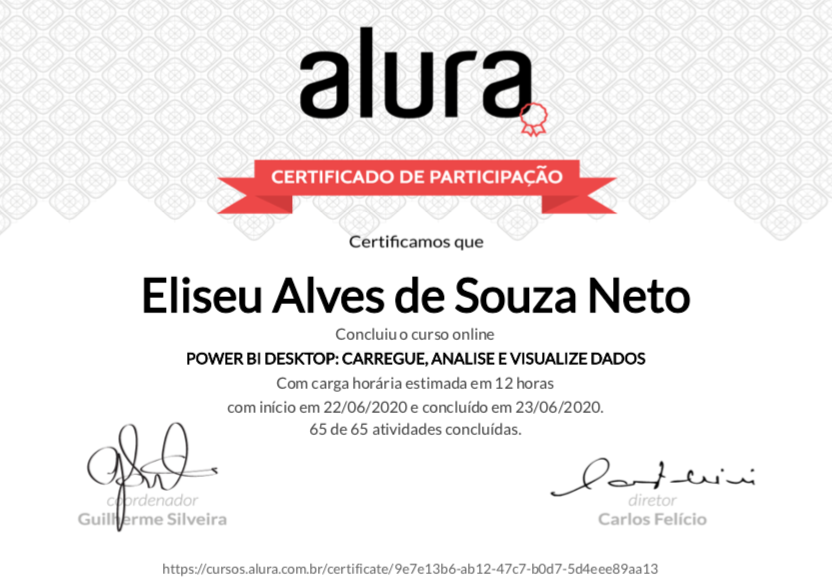 alura
CERTIFICADO DE PARTICIPAÇÃO
Certificamos que
Eliseu Alves de Souza Neto
Concluiu o curso online
POWER BI DESKTOP: CARREGUE, ANALISE E VISUALIZE DADOS
Com carga horária estimada em 12 horas
com início em 22/06/2020 e concluído em 23/06/2020.
65 de 65 atividades concluídas.
coordenador
Guilherme Silveira
diretor
Carlos Felício
https://cursos.alura.com.br/certificate/9e7e13b6-ab12-47c7-b0d7-5d4eee89aa13